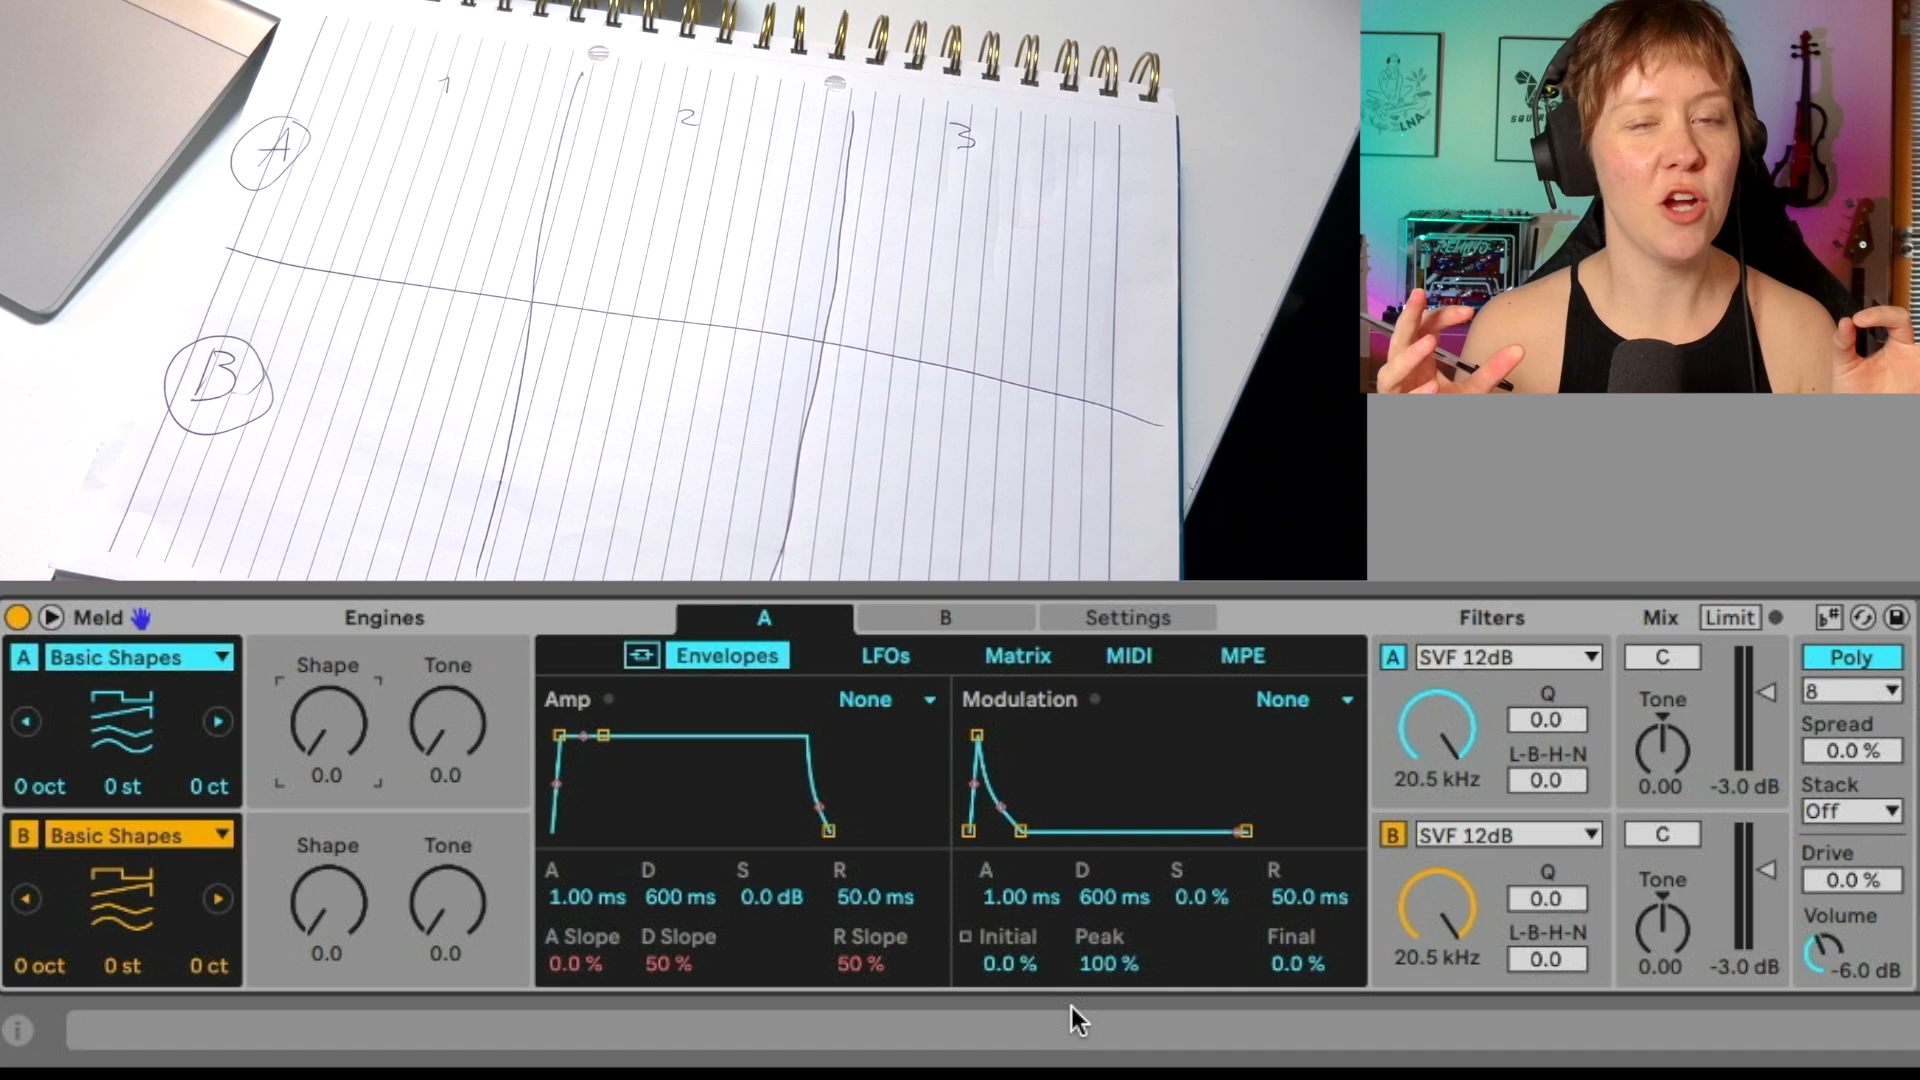 1
2
3
A
B
LNA
SQU
REWIND
Meld
Engines
A
B
Settings
Filters
Mix
Limit
b#
A Basic Shapes
Shape
Tone
0.0
0.0
0 oct
0 st
0 ct
B Basic Shapes
Shape
Tone
0.0
0.0
0 oct
0 st
0 ct
Envelopes
LFOs
Matrix
MIDI
MPE
Amp
None
Modulation
None
A D S R
1.00 ms 600 ms 0.0 dB 50.0 ms
A Slope D Slope R Slope
0.0 % 50 % 50 %
A D S R
1.00 ms 600 ms 0.0 % 50.0 ms
Initial Peak Final
0.0 % 100 % 0.0 %
A SVF 12dB
Q
0.0
L-B-H-N
0.0
20.5 kHz
B SVF 12dB
Q
0.0
L-B-H-N
0.0
20.5 kHz
C
Tone
0.00
-3.0 dB
C
Tone
0.00
-3.0 dB
Poly
8
Spread
0.0 %
Stack
Off
Drive
0.0 %
Volume
-6.0 dB
i